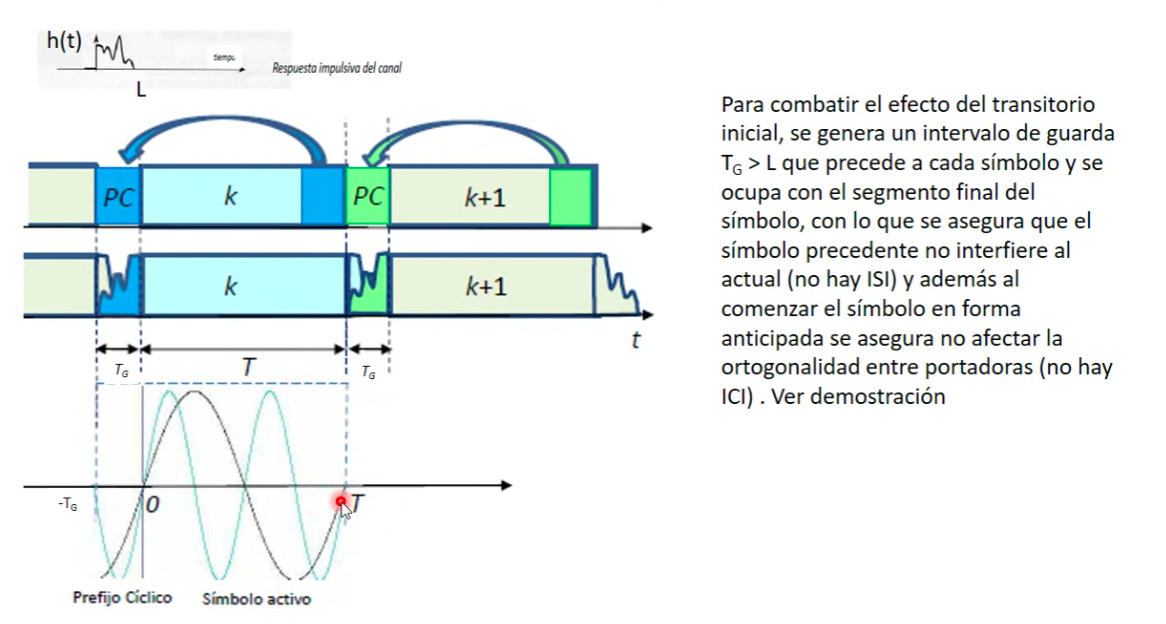 h(t)
tiempo
Respuesta impulsiva del canal
L
PC
k
PC
k+1
k
k+1
t
TG
T
TG
-TG
0
T
Prefijo Cíclico
Símbolo activo
Para combatir el efecto del transitorio
inicial, se genera un intervalo de guarda
TG > L que precede a cada símbolo y se
ocupa con el segmento final del
símbolo, con lo que se asegura que el
símbolo precedente no interfiere al
actual (no hay ISI) y además al
comenzar el símbolo en forma
anticipada se asegura no afectar la
ortogonalidad entre portadoras (no hay
ICI) . Ver demostración